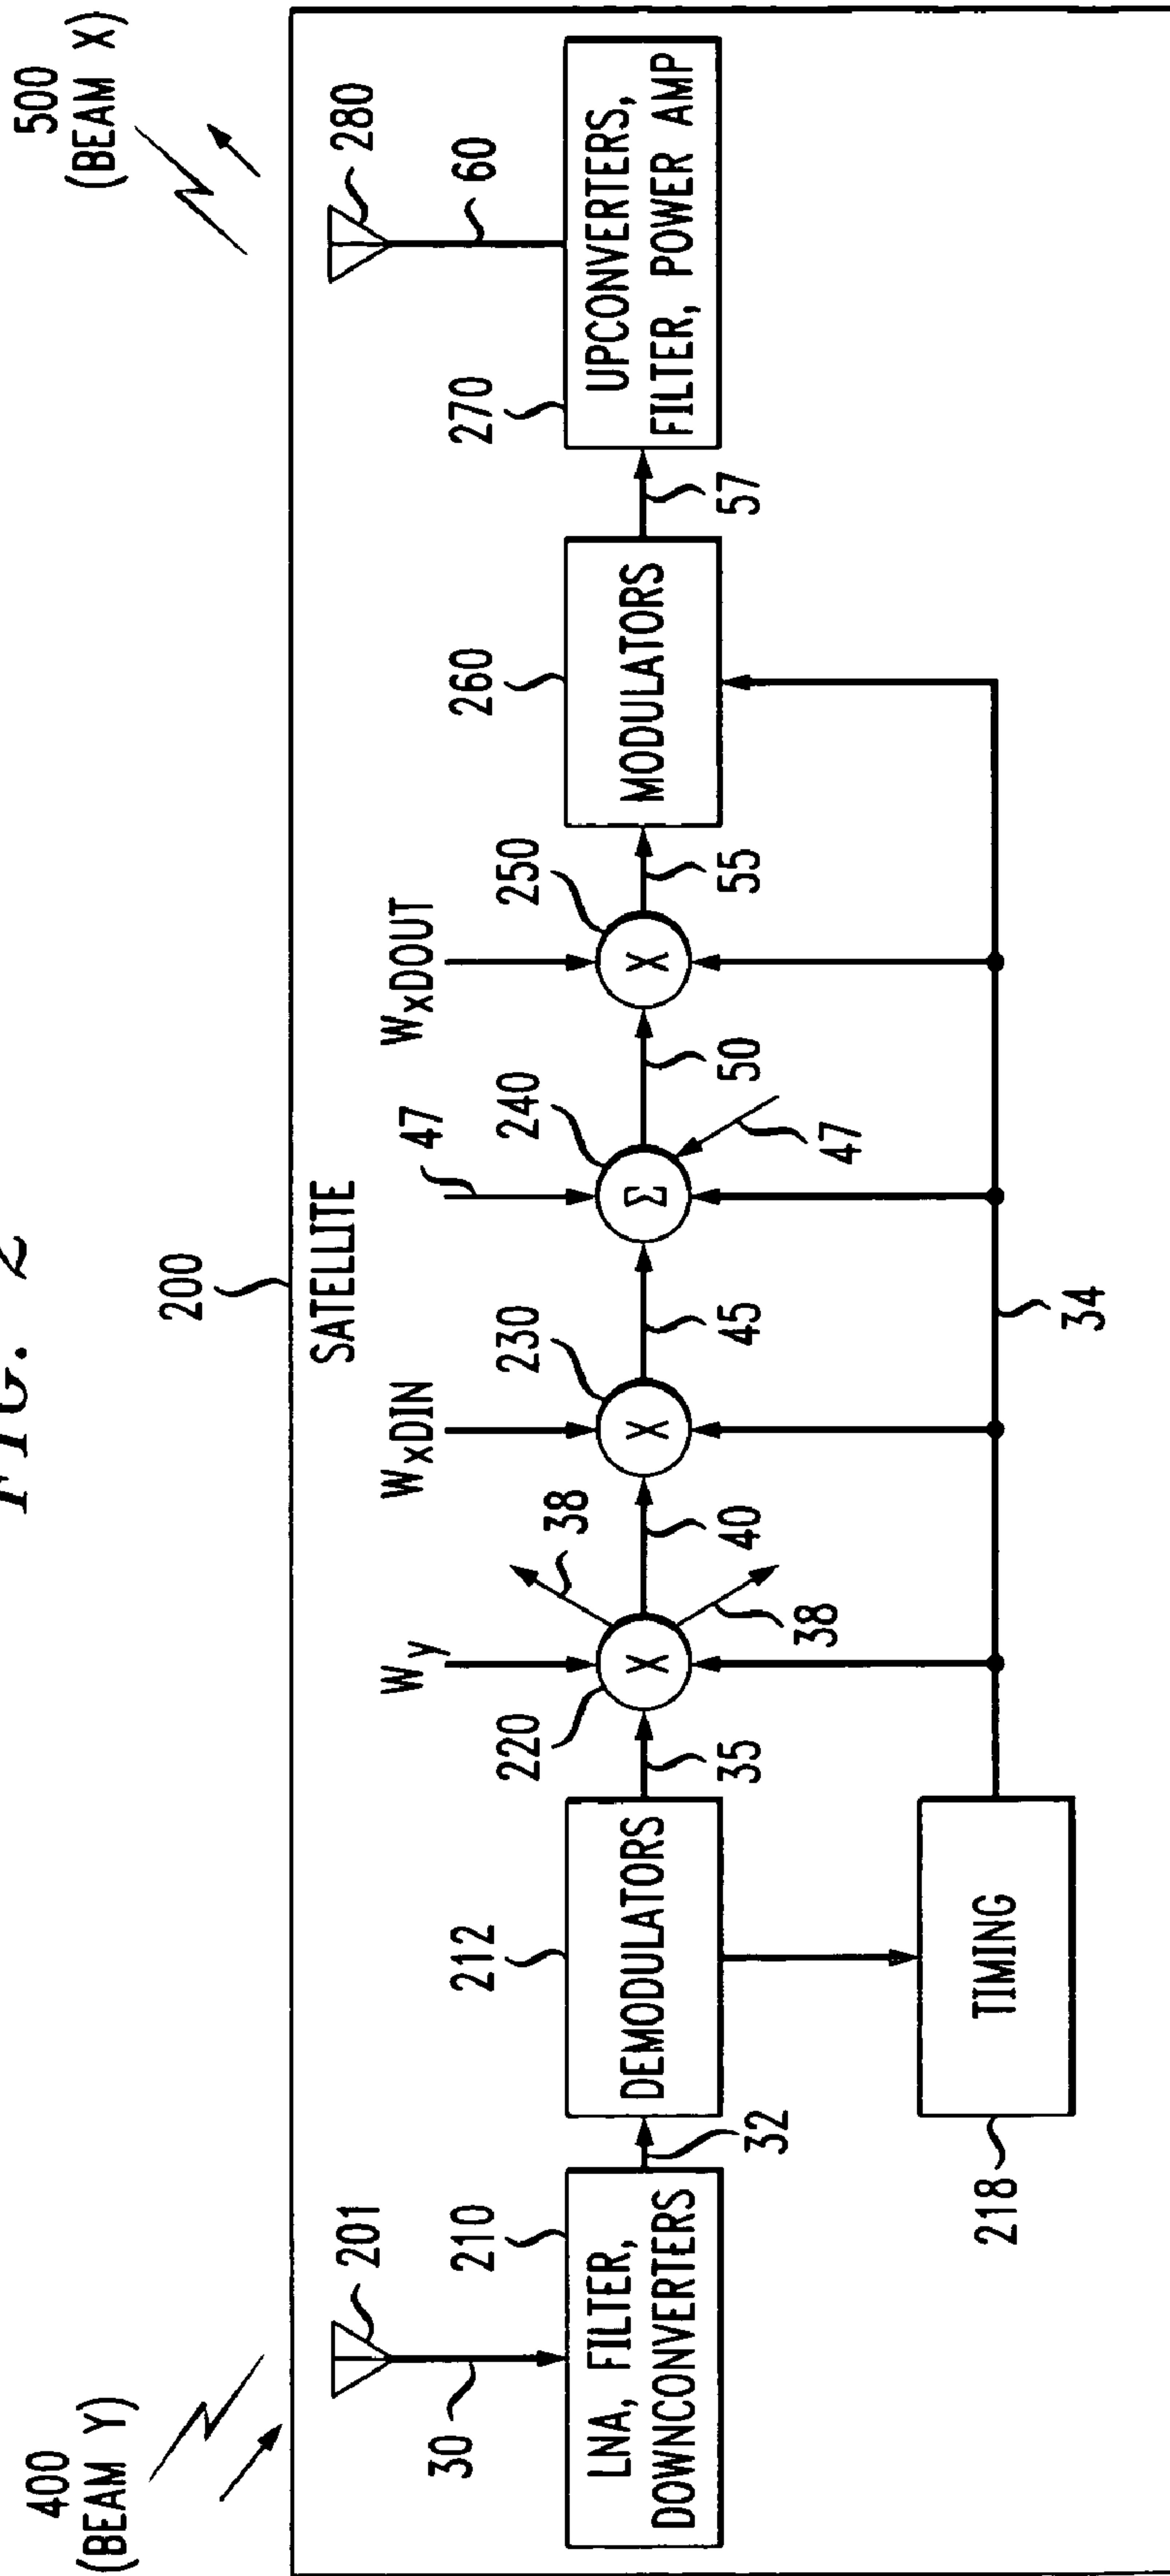 FIG. 2
400
(BEAM Y)
500
(BEAM X)
200
SATELLITE
201
30
210
LNA, FILTER,
DOWNCONVERTERS
32
212
DEMODULATORS
35
220
Wy
X
38
38
40
WxDIN
230
X
45
47
240
Σ
47
50
WxDOUT
250
X
55
260
MODULATORS
57
270
UPCONVERTERS,
FILTER, POWER AMP
60
280
218
TIMING
34